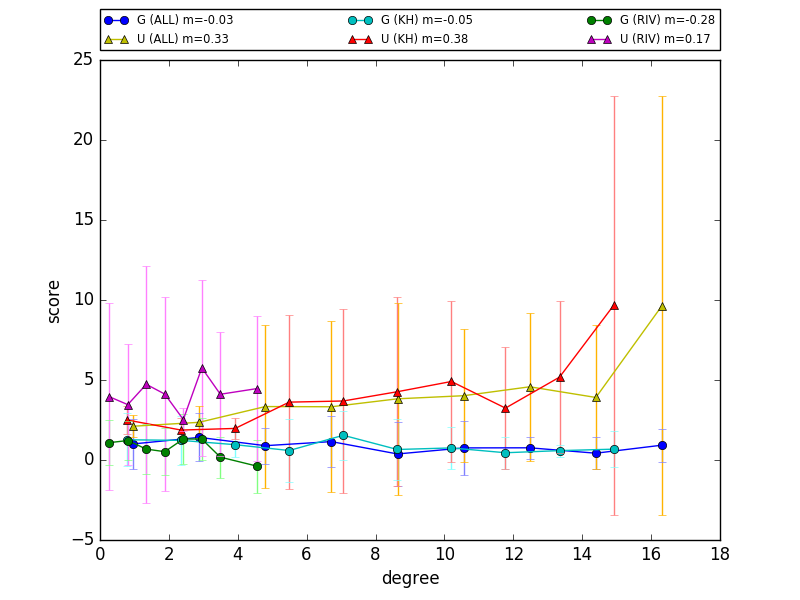 G (ALL) m=-0.03 G (KH) m=-0.05 G (RIV) m=-0.28
U (ALL) m=0.33 U (KH) m=0.38 U (RIV) m=0.17
25
20
15
10
5
0
−5
score
0 2 4 6 8 10 12 14 16 18
degree